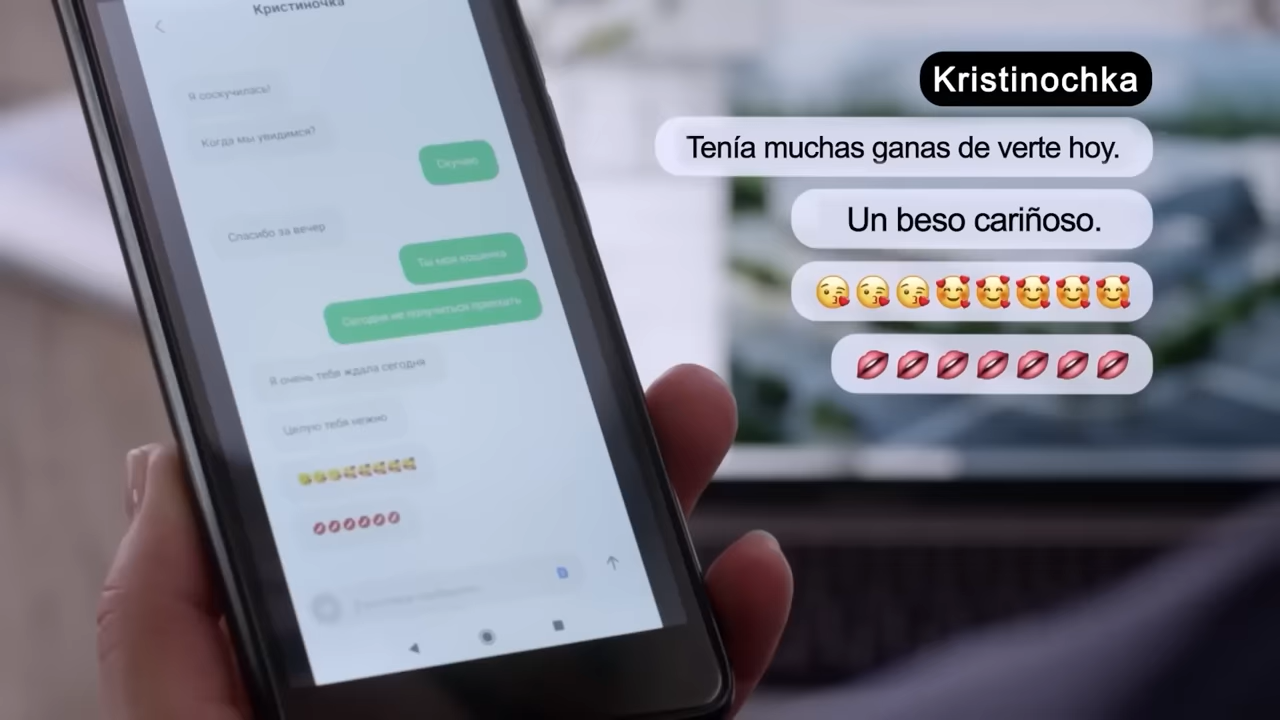 Кристиночка
Я соскучилась!
Когда мы увидимся?
Скучаю
Спасибо за вечер
Ты моя кошечка
Сегодня не получиться приехать
Я очень тебя ждала сегодня
Целую тебя нежно
😘😘😘🥰🥰🥰🥰🥰
💋💋💋💋💋💋
Kristinochka
Tenía muchas ganas de verte hoy.
Un beso cariñoso.
😘😘😘🥰🥰🥰🥰🥰
💋💋💋💋💋💋💋